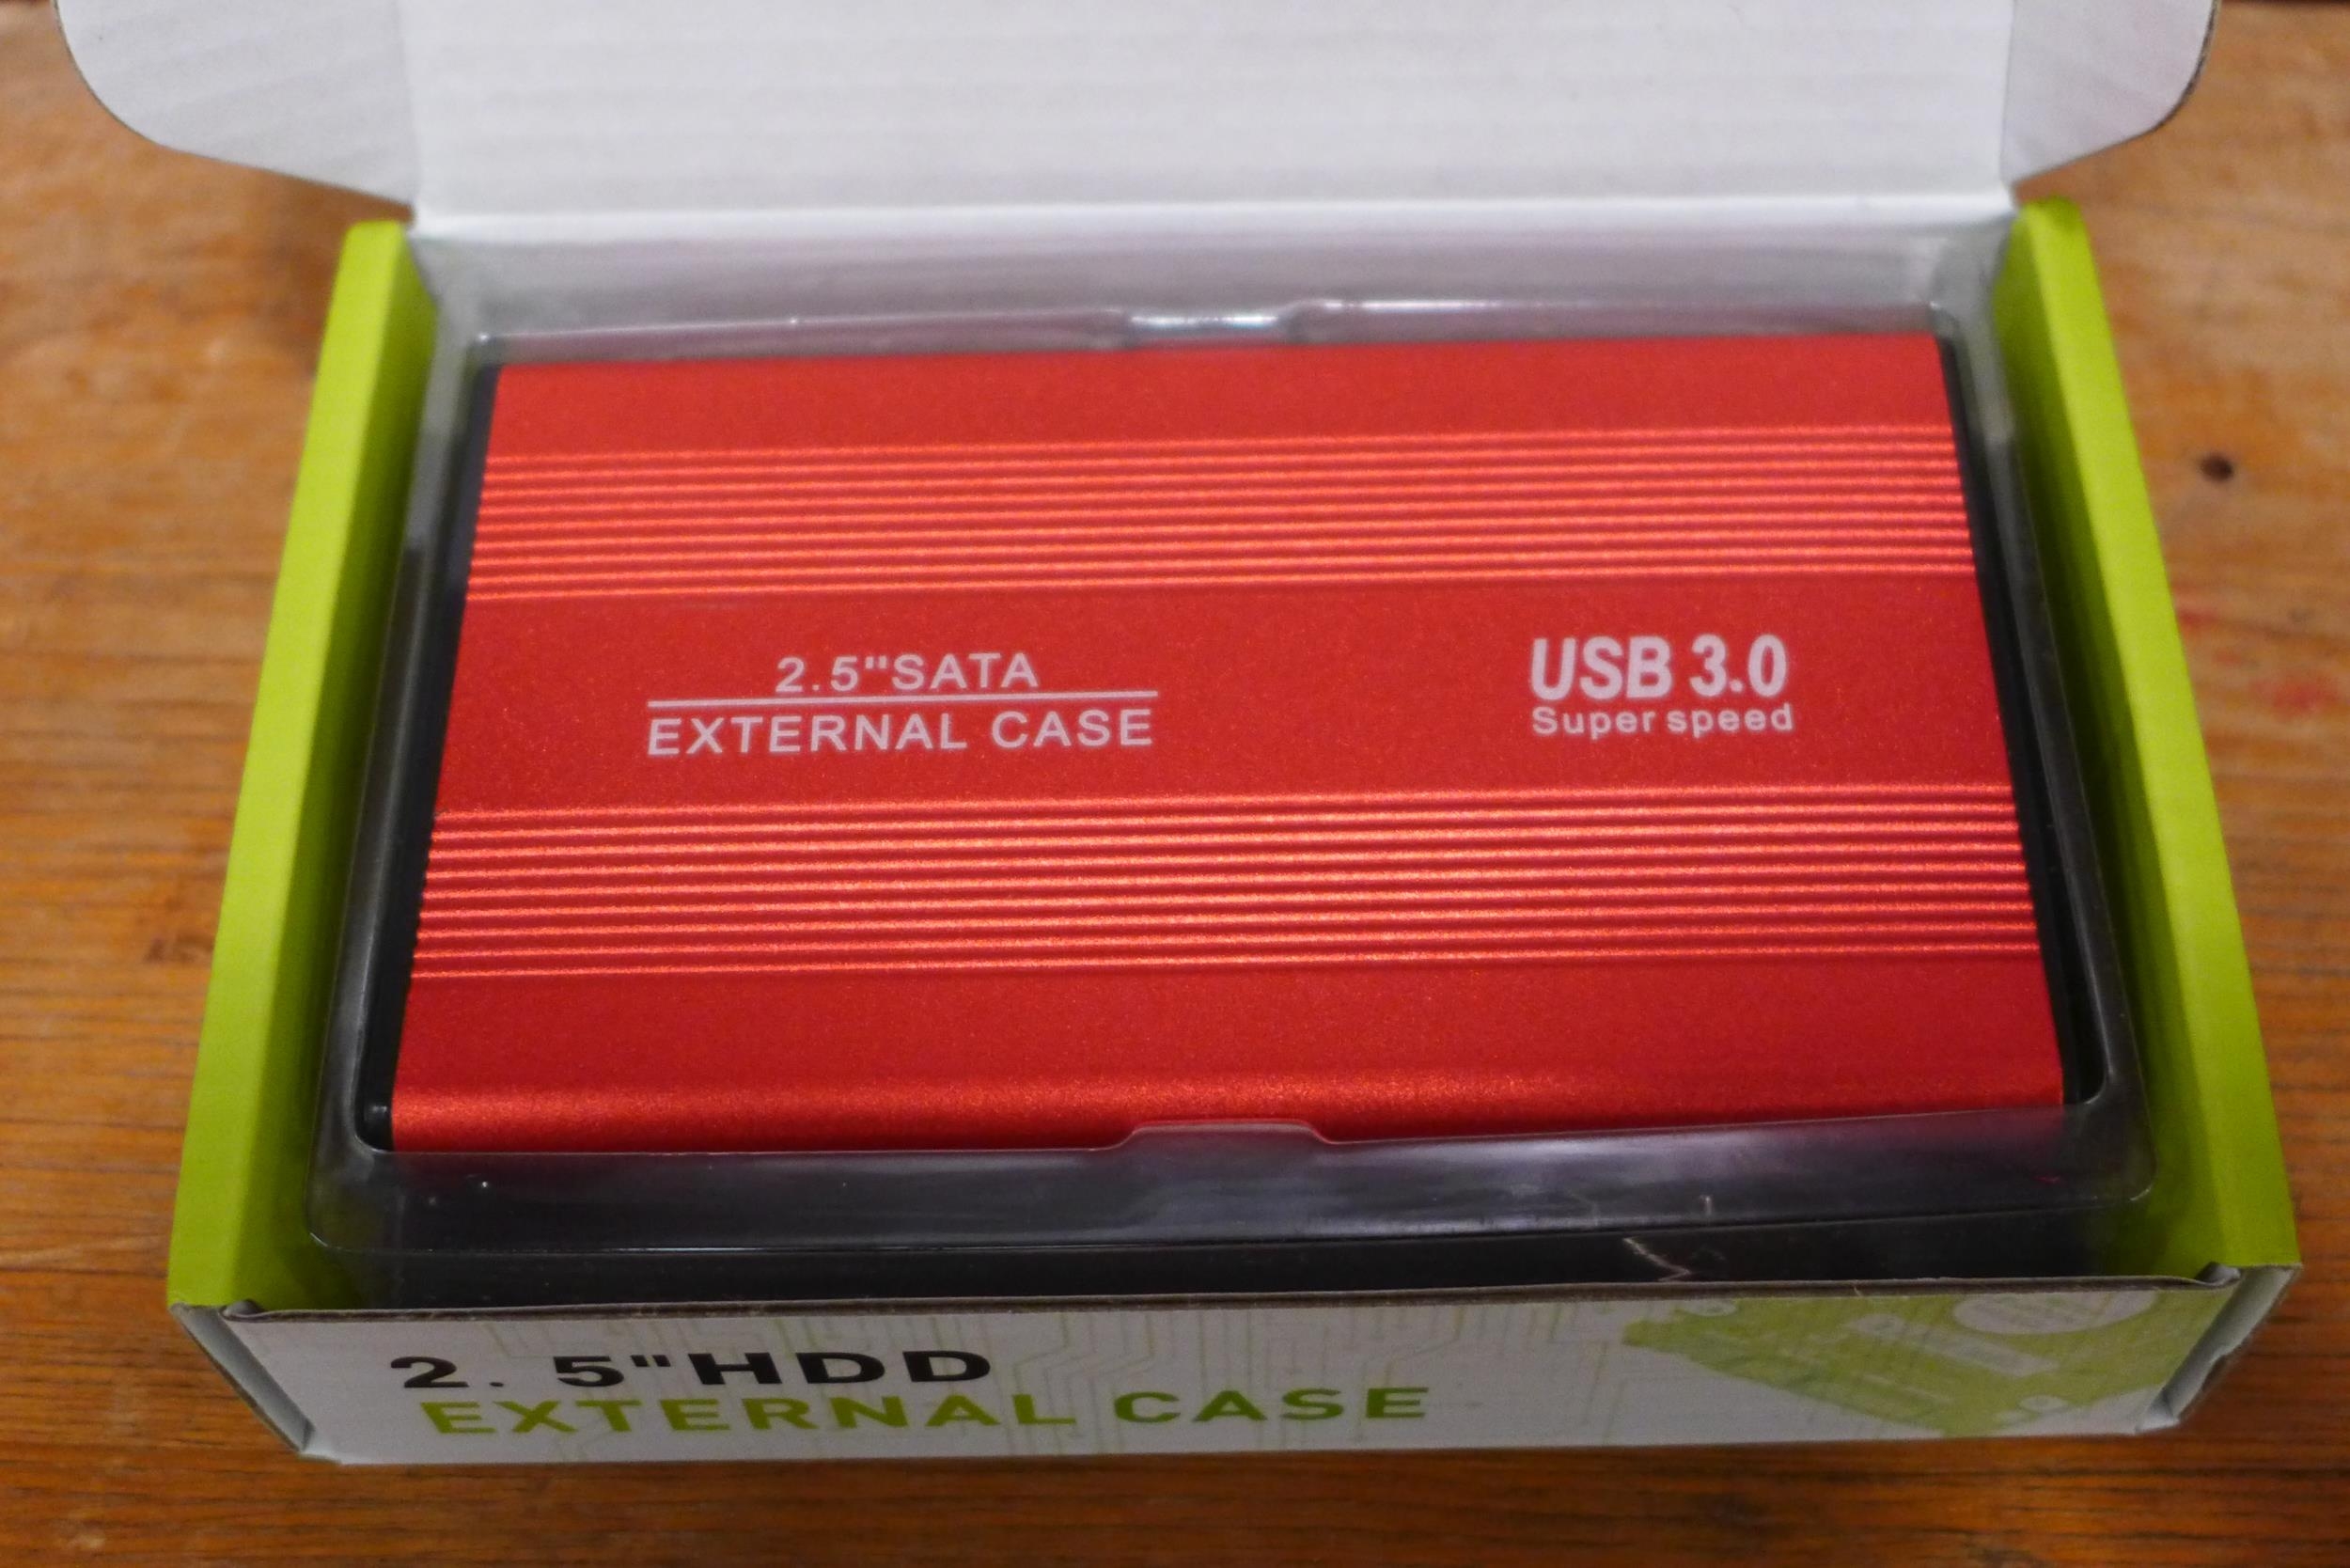 2.5"SATA
EXTERNAL CASE
USB 3.0
Super speed
2. 5"HDD
EXTERNAL CASE